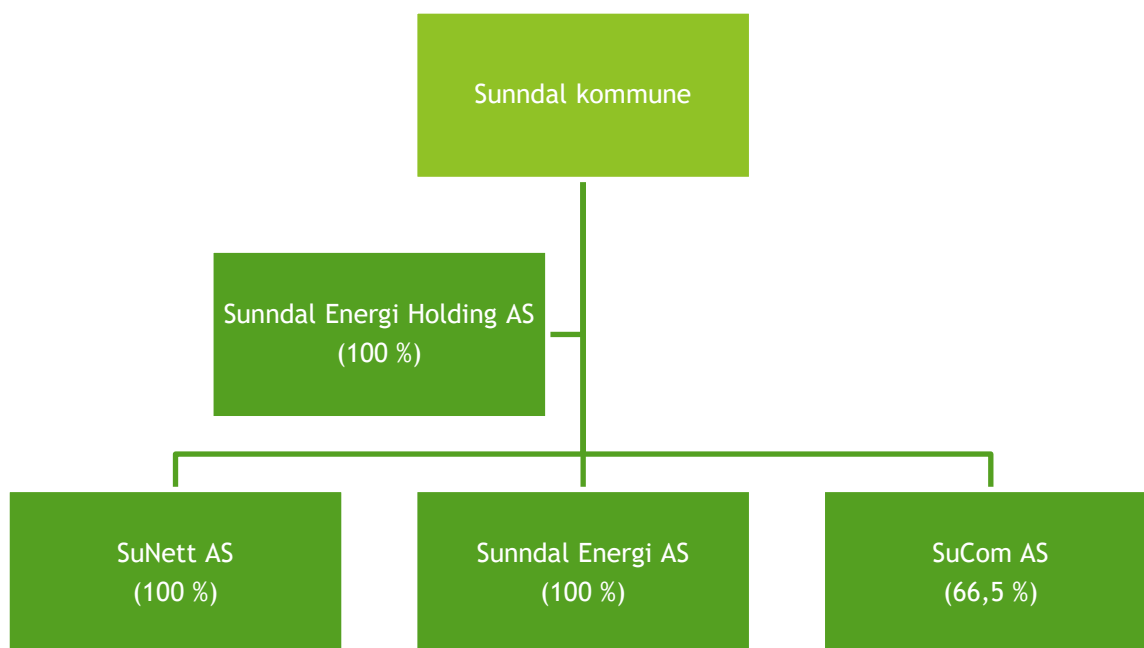 Sunndal kommune
Sunndal Energi Holding AS
(100 %)
SuNett AS
(100 %)
Sunndal Energi AS
(100 %)
SuCom AS
(66,5 %)